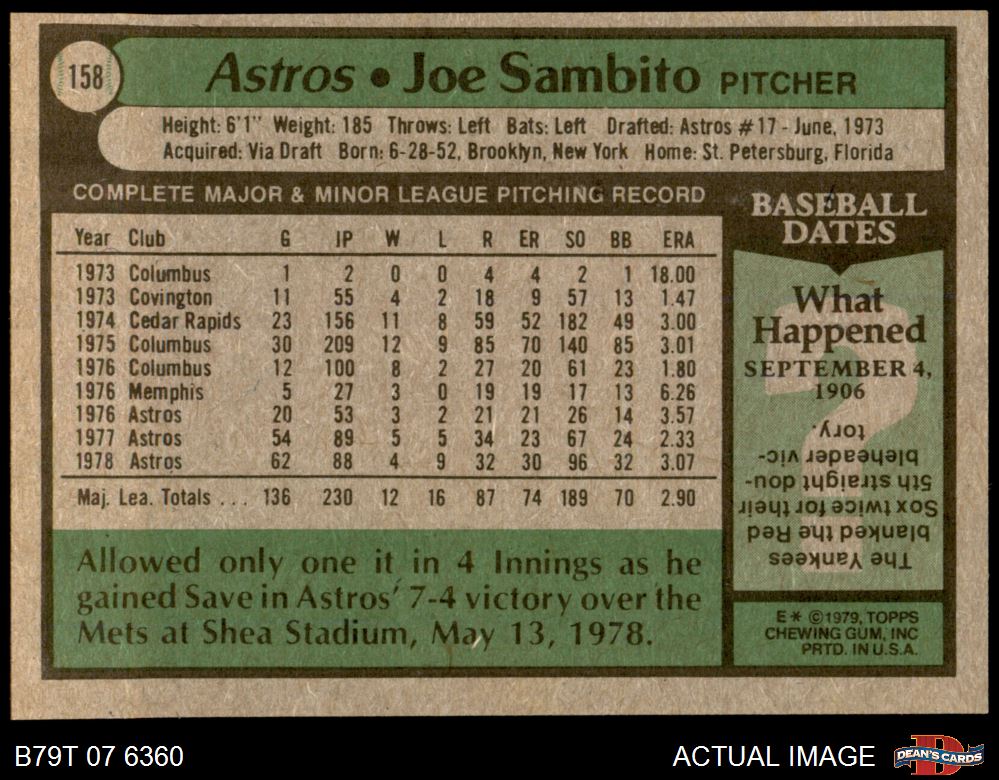 158
Astros • Joe Sambito PITCHER
Height: 6'1" Weight: 185 Throws: Left Bats: Left Drafted: Astros #17 - June, 1973
Acquired: Via Draft Born: 6-28-52, Brooklyn, New York Home: St. Petersburg, Florida
COMPLETE MAJOR & MINOR LEAGUE PITCHING RECORD
Year Club G IP W L R ER SO BB ERA
1973 Columbus 1 2 0 0 4 4 2 1 18.00
1973 Covington 11 55 4 2 18 9 57 13 1.47
1974 Cedar Rapids 23 156 11 8 59 52 182 49 3.00
1975 Columbus 30 209 12 9 85 70 140 85 3.01
1976 Columbus 12 100 8 2 27 20 61 23 1.80
1976 Memphis 5 27 3 0 19 19 17 13 6.26
1976 Astros 20 53 3 2 21 21 26 14 3.57
1977 Astros 54 89 5 5 34 23 67 24 2.33
1978 Astros 62 88 4 9 32 30 96 32 3.07
Maj. Lea. Totals . . . 136 230 12 16 87 74 189 70 2.90
Allowed only one it in 4 Innings as he
gained Save in Astros' 7-4 victory over the
Mets at Shea Stadium, May 13, 1978.
BASEBALL
DATES
What
Happened
SEPTEMBER 4,
1906
The Yankees
blanked the Red
Sox twice for their
5th straight dou-
bleheader vic-
tory.
E * ©1979, TOPPS
CHEWING GUM, INC
PRTD. IN U.S.A.
B79T 07 6360
ACTUAL IMAGE
DEAN'S CARDS